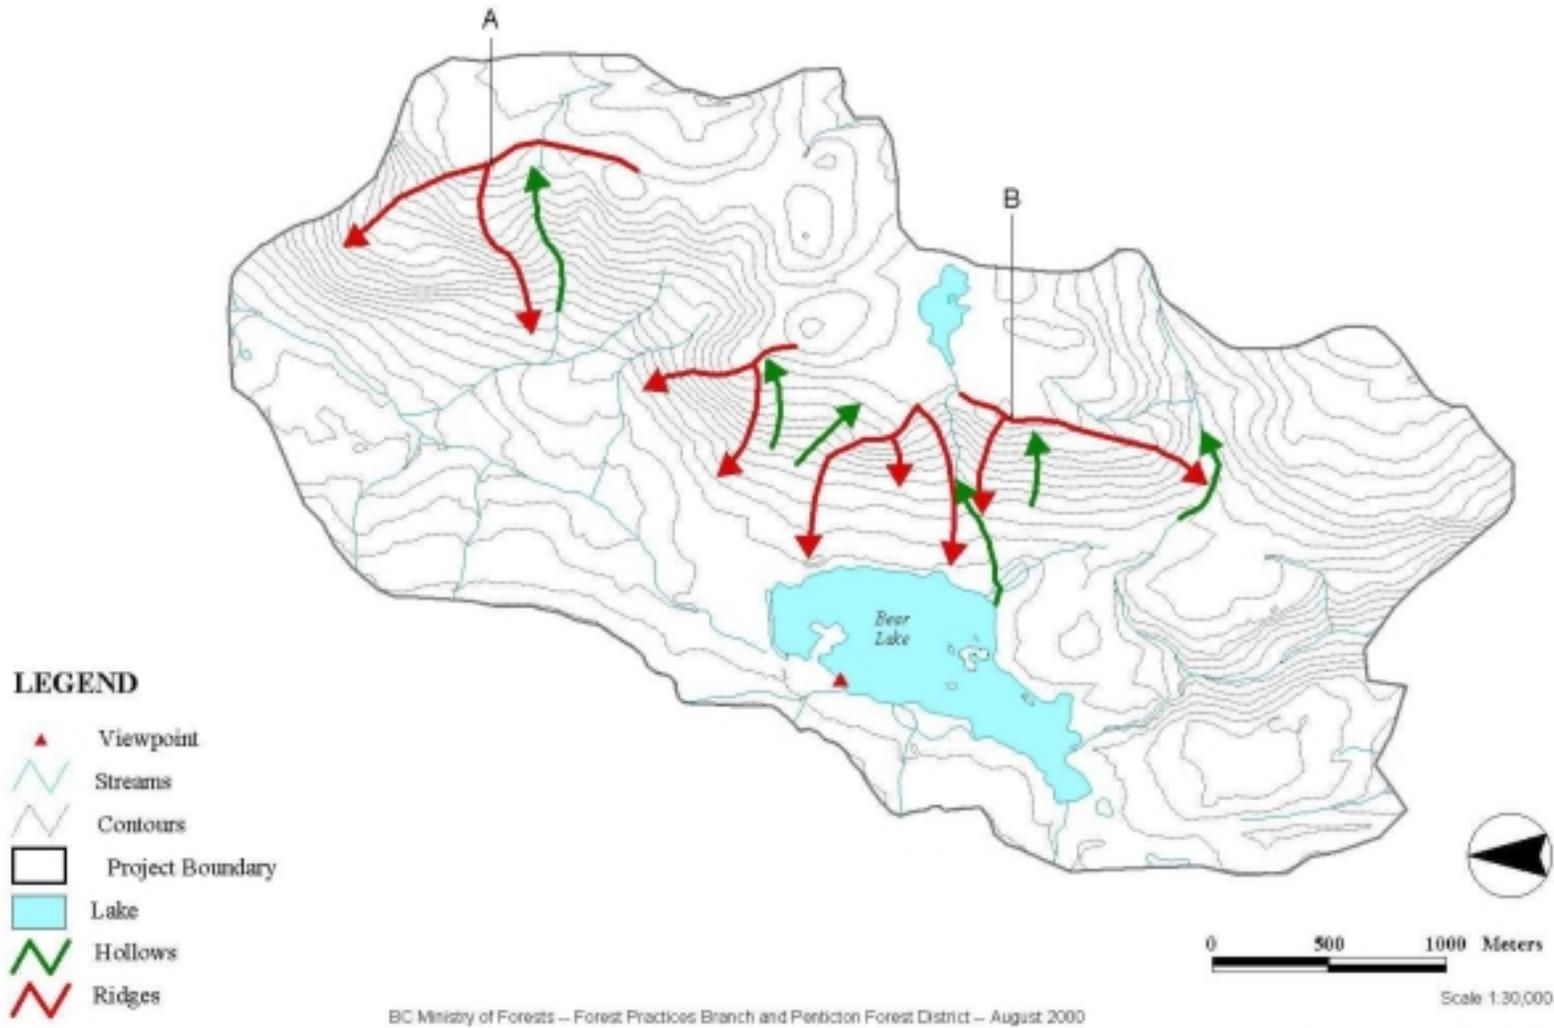 A
B
Bear
Lake
LEGEND
Viewpoint
Streams
Contours
Project Boundary
Lake
Hollows
Ridges
0 500 1000 Meters
Scale 1:30,000
BC Ministry of Forests -- Forest Practices Branch and Penticton Forest District -- August 2000